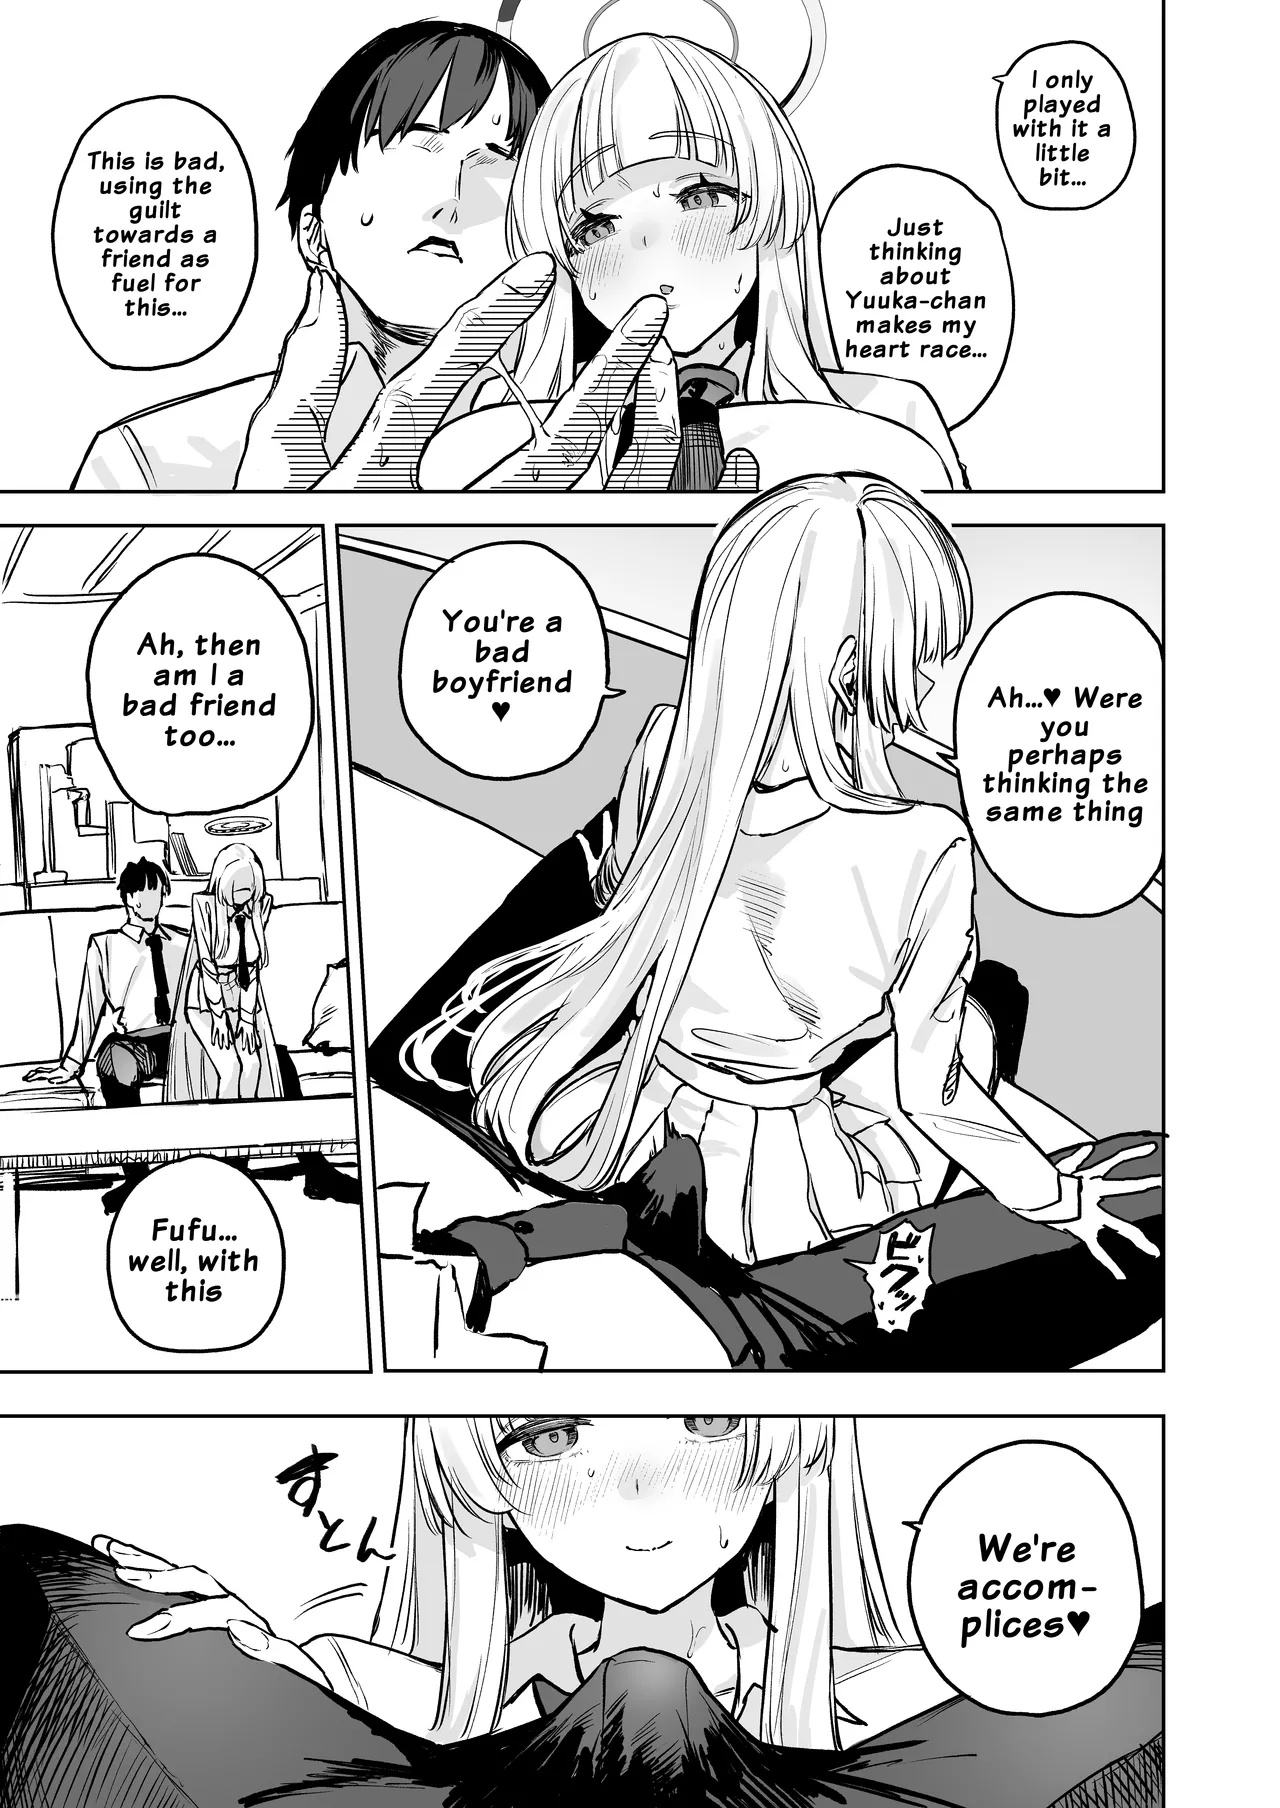 I only
played
with it a
little
bit...
Just
thinking
about
Yuuka-chan
makes my
heart race...
This is bad,
using the
guilt
towards a
friend as
fuel for
this...
Ah...♥ Were
you
perhaps
thinking the
same thing
You're a
bad
boyfriend
♥
ビクッ
Ah, then
am I a
bad friend
too...
Fufu...
well, with
this
We're
accom-
plices♥
すとん